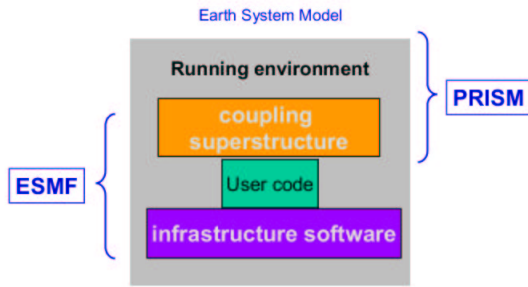 Earth System Model
Running environment
PRISM
coupling
superstructure
ESMF
User code
infrastructure software